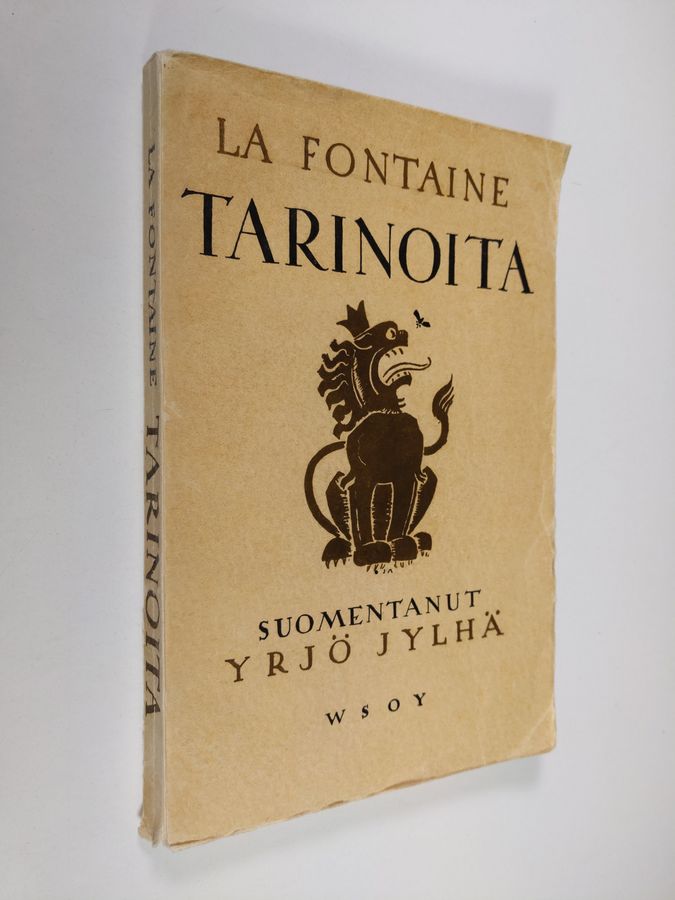 LA FONTAINE
TARINOITA
SUOMENTANUT
YRJÖ JYLHÄ
WSOY
LA FONTAINE TARINOITA